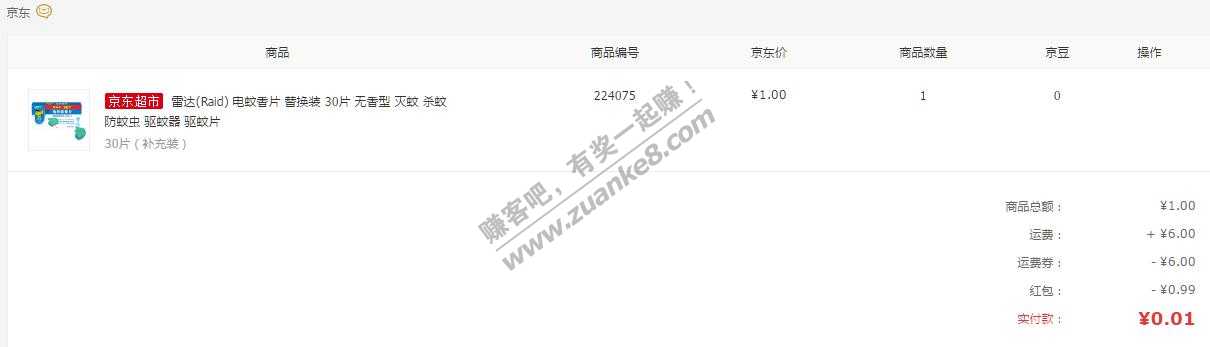 京东
商品 商品编号 京东价 商品数量 京豆 操作
京东超市 雷达(Raid) 电蚊香片 替换装 30片 无香型 灭蚊 杀蚊 224075 ¥1.00 1 0
防蚊虫 驱蚊器 驱蚊片
30片 ( 补充装 )
赚客吧，有奖一起赚！
www.zuanke8.com
商品总额： ¥1.00
运费： + ¥6.00
运费券： - ¥6.00
红包： - ¥0.99
实付款： ¥0.01